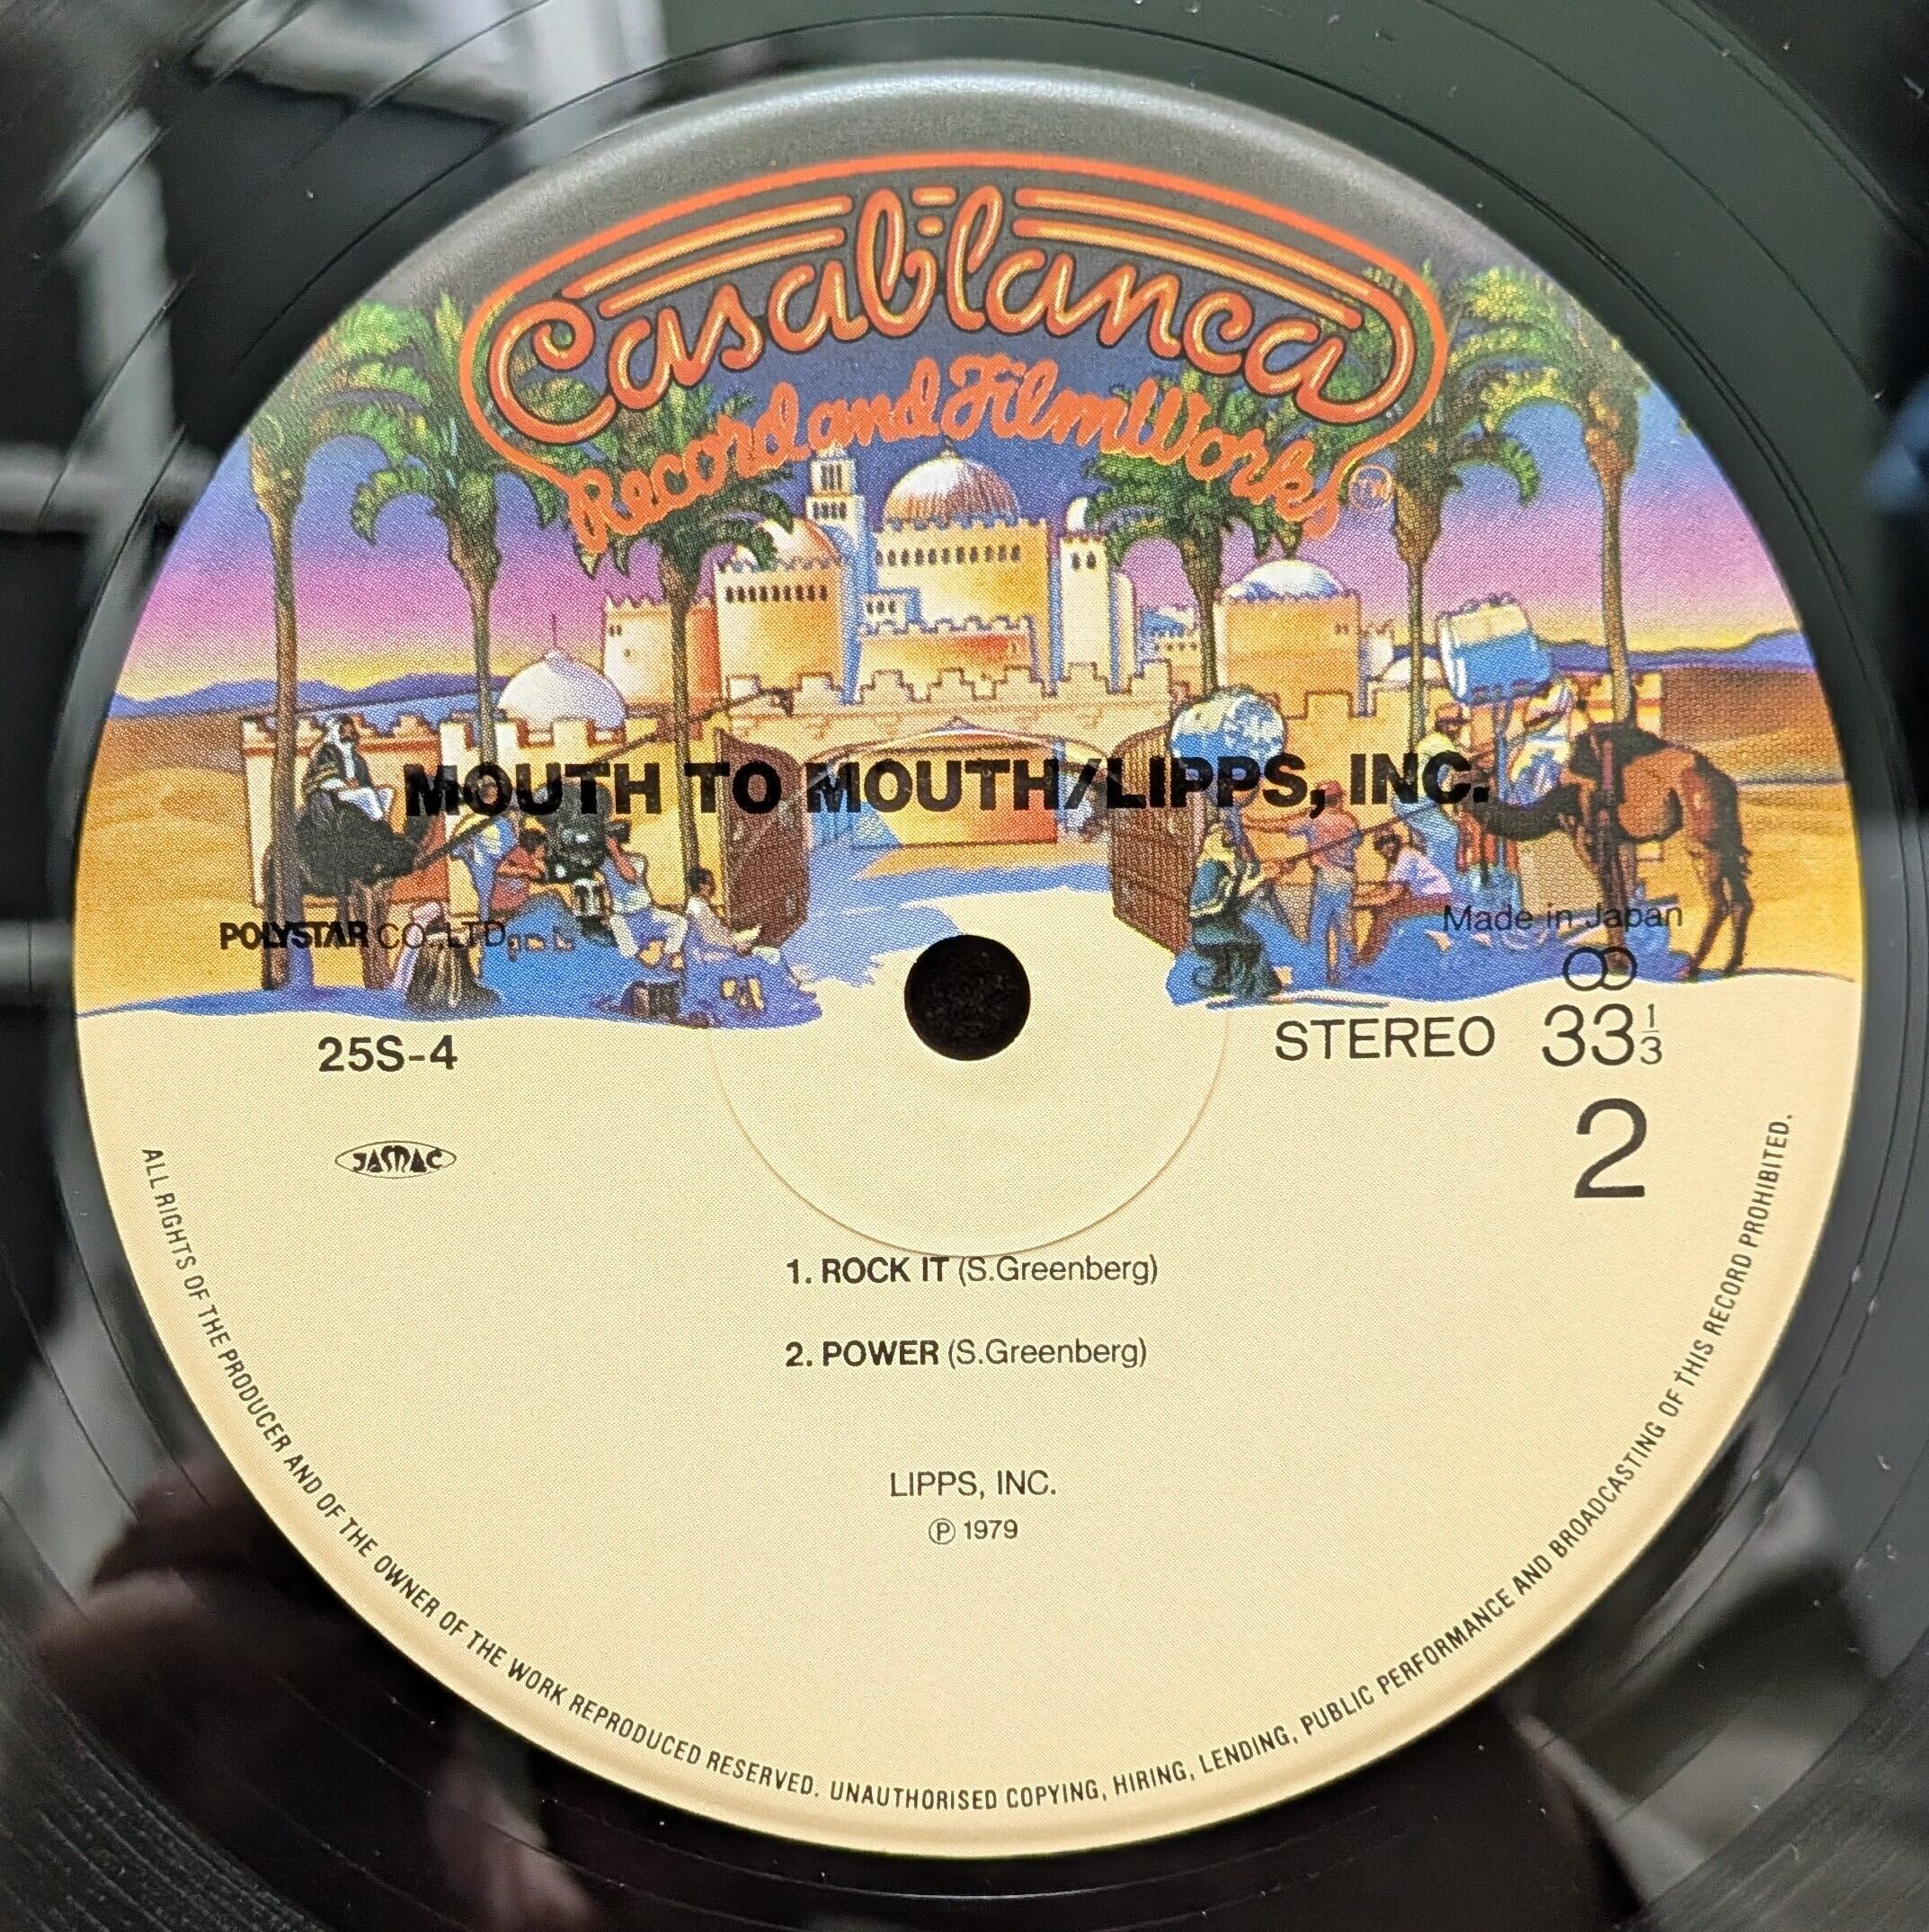 Casablanca
Record and FilmWorks
TM
MOUTH TO MOUTH/LIPPS, INC.
POLYSTAR CO.,LTD.
Made in Japan
25S-4
STEREO 33 1/3
2
JASRAC
1. ROCK IT (S.Greenberg)
2. POWER (S.Greenberg)
LIPPS, INC.
Ⓟ 1979
ALL RIGHTS OF THE PRODUCER AND OF THE OWNER OF THE WORK REPRODUCED RESERVED. UNAUTHORISED COPYING, HIRING, LENDING, PUBLIC PERFORMANCE AND BROADCASTING OF THIS RECORD PROHIBITED.